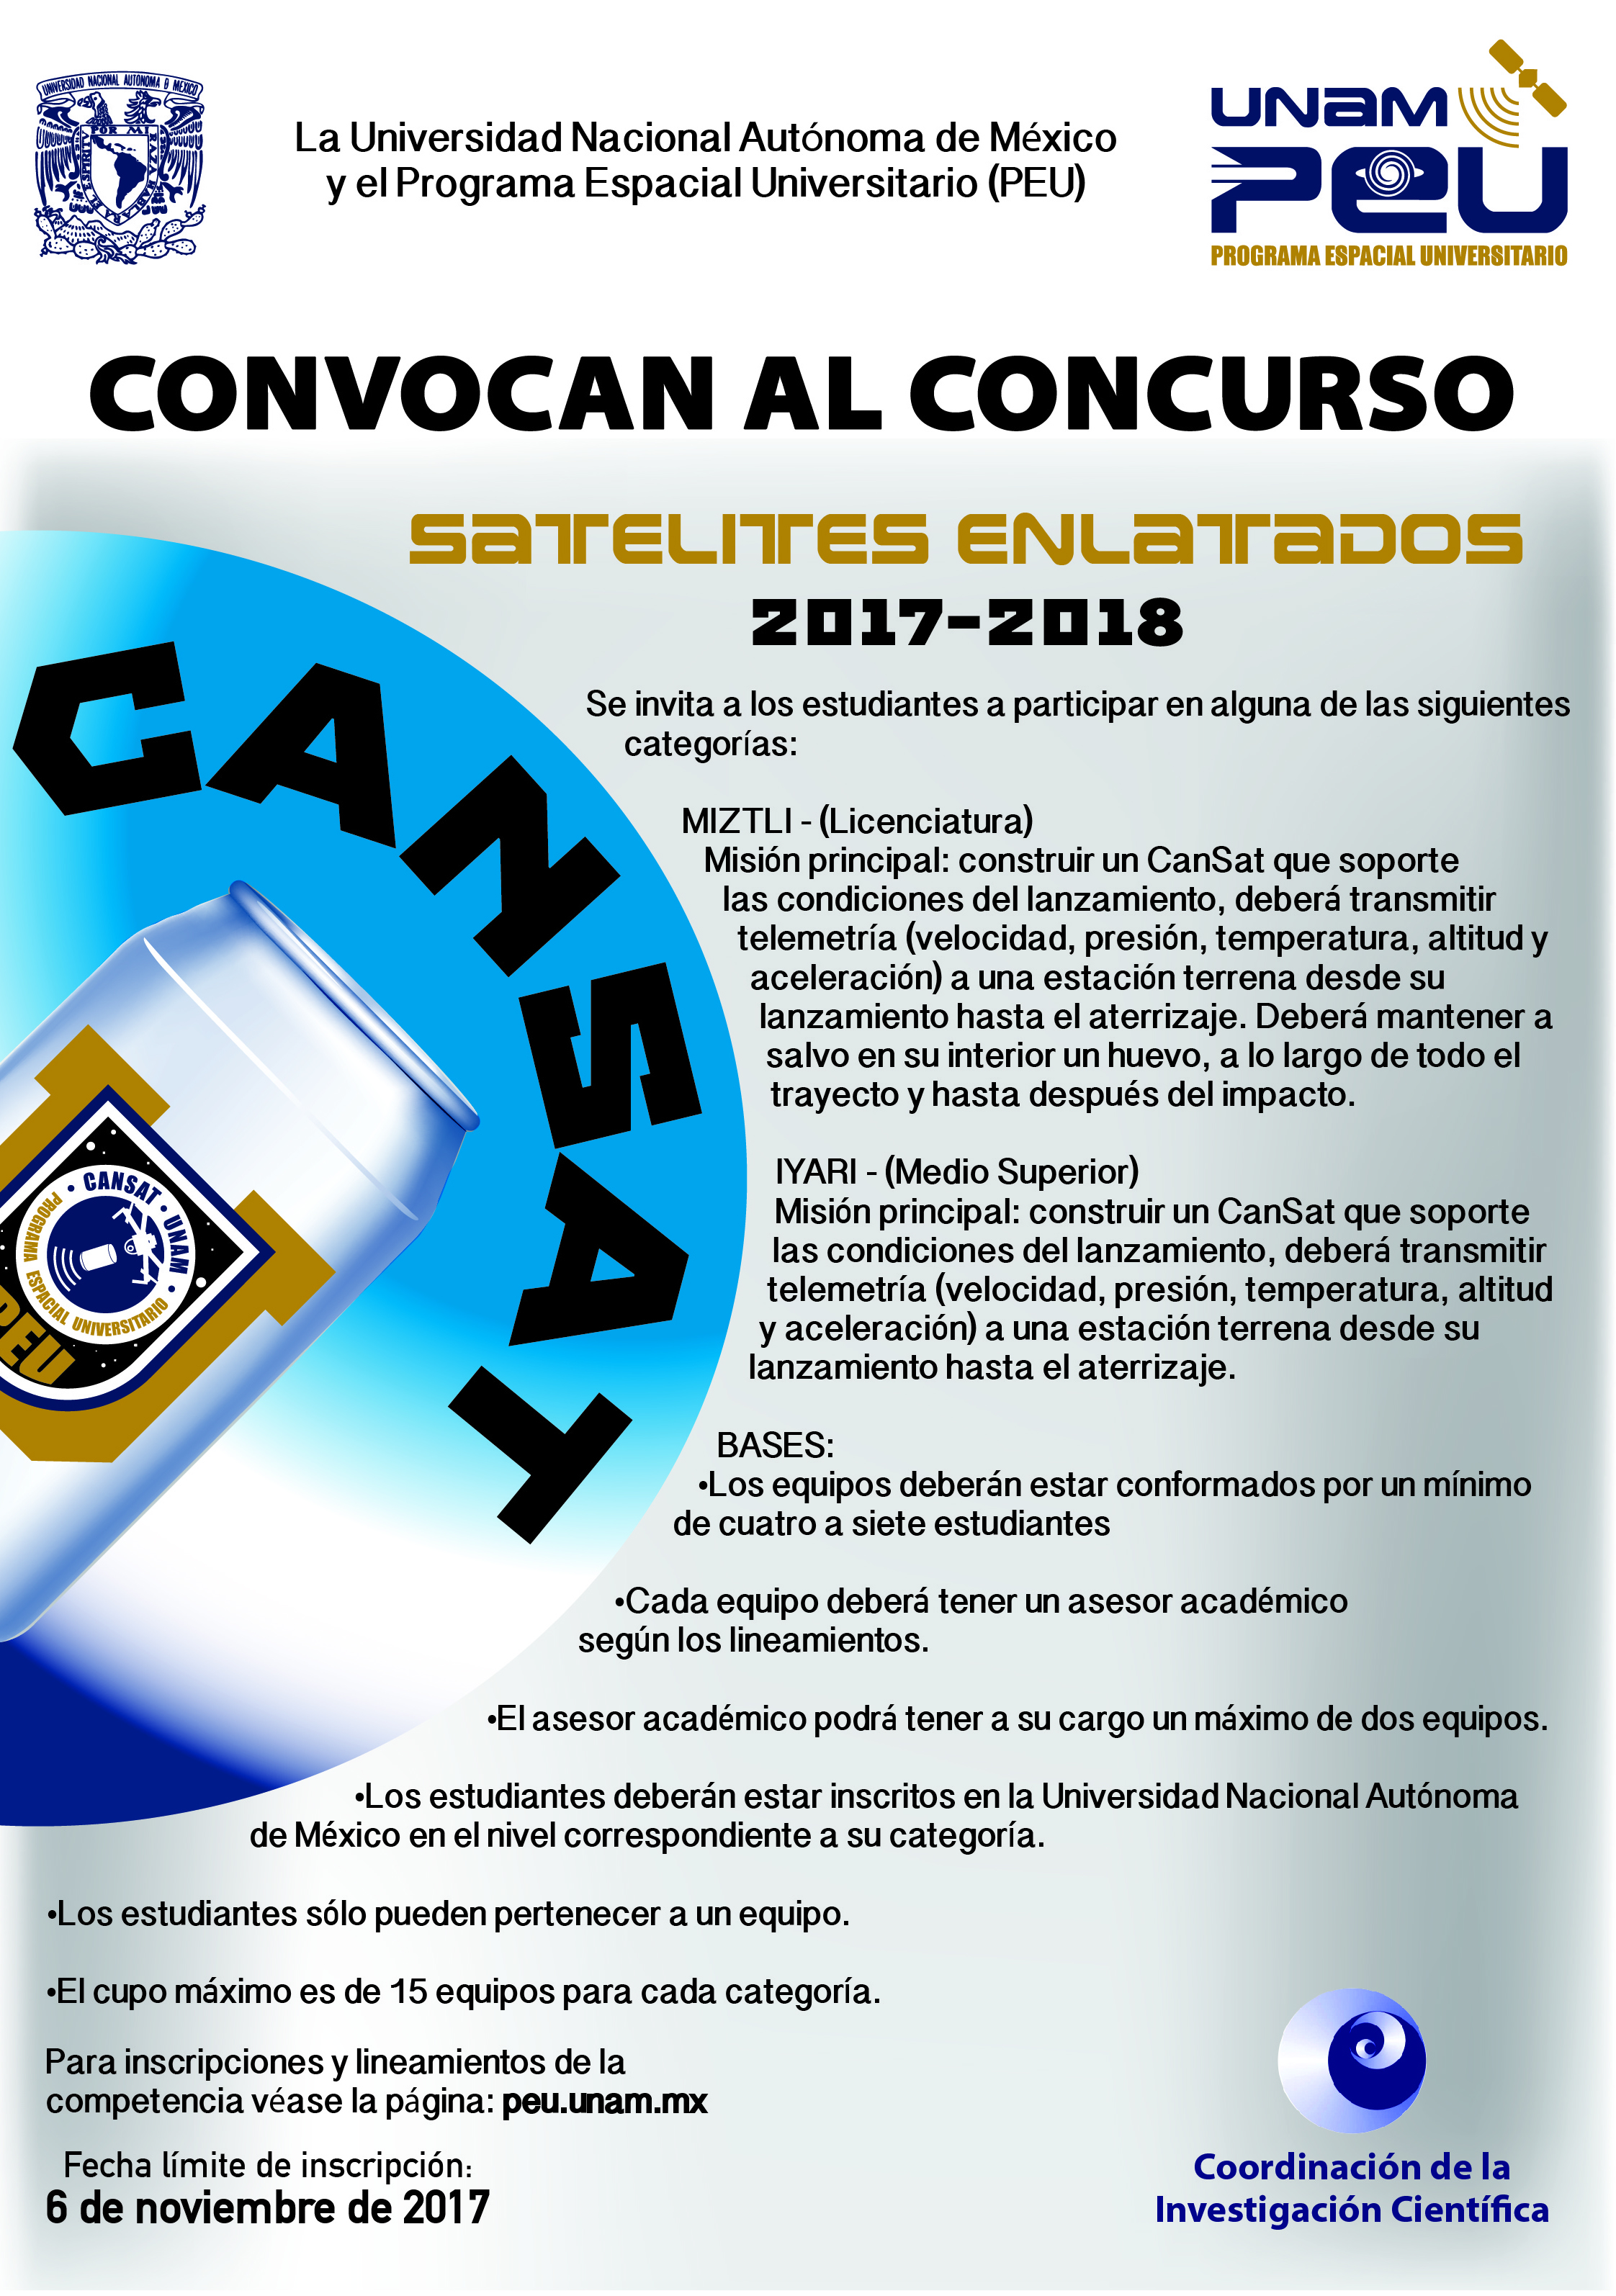 UNIVERSIDAD NACIONAL AUTÓNOMA D MEXICO
POR MI RAZA HABLARÁ EL ESPIRITU
La Universidad Nacional Autónoma de México
y el Programa Espacial Universitario (PEU)
UNAM
PEU
PROGRAMA ESPACIAL UNIVERSITARIO
CONVOCAN AL CONCURSO
SATELITES ENLATADOS
2017-2018
CANSAT
Se invita a los estudiantes a participar en alguna de las siguientes
categorías:
MIZTLI - (Licenciatura)
Misión principal: construir un CanSat que soporte
las condiciones del lanzamiento, deberá transmitir
telemetría (velocidad, presión, temperatura, altitud y
aceleración) a una estación terrena desde su
lanzamiento hasta el aterrizaje. Deberá mantener a
salvo en su interior un huevo, a lo largo de todo el
trayecto y hasta después del impacto.
IYARI - (Medio Superior)
Misión principal: construir un CanSat que soporte
las condiciones del lanzamiento, deberá transmitir
telemetría (velocidad, presión, temperatura, altitud
y aceleración) a una estación terrena desde su
lanzamiento hasta el aterrizaje.
• CANSAT • UNAM •
PROGRAMA ESPACIAL UNIVERSITARIO
PEU
BASES:
•Los equipos deberán estar conformados por un mínimo
de cuatro a siete estudiantes
•Cada equipo deberá tener un asesor académico
según los lineamientos.
•El asesor académico podrá tener a su cargo un máximo de dos equipos.
•Los estudiantes deberán estar inscritos en la Universidad Nacional Autónoma
de México en el nivel correspondiente a su categoría.
•Los estudiantes sólo pueden pertenecer a un equipo.
•El cupo máximo es de 15 equipos para cada categoría.
Para inscripciones y lineamientos de la
competencia véase la página: peu.unam.mx
Fecha límite de inscripción:
6 de noviembre de 2017
Coordinación de la
Investigación Científica